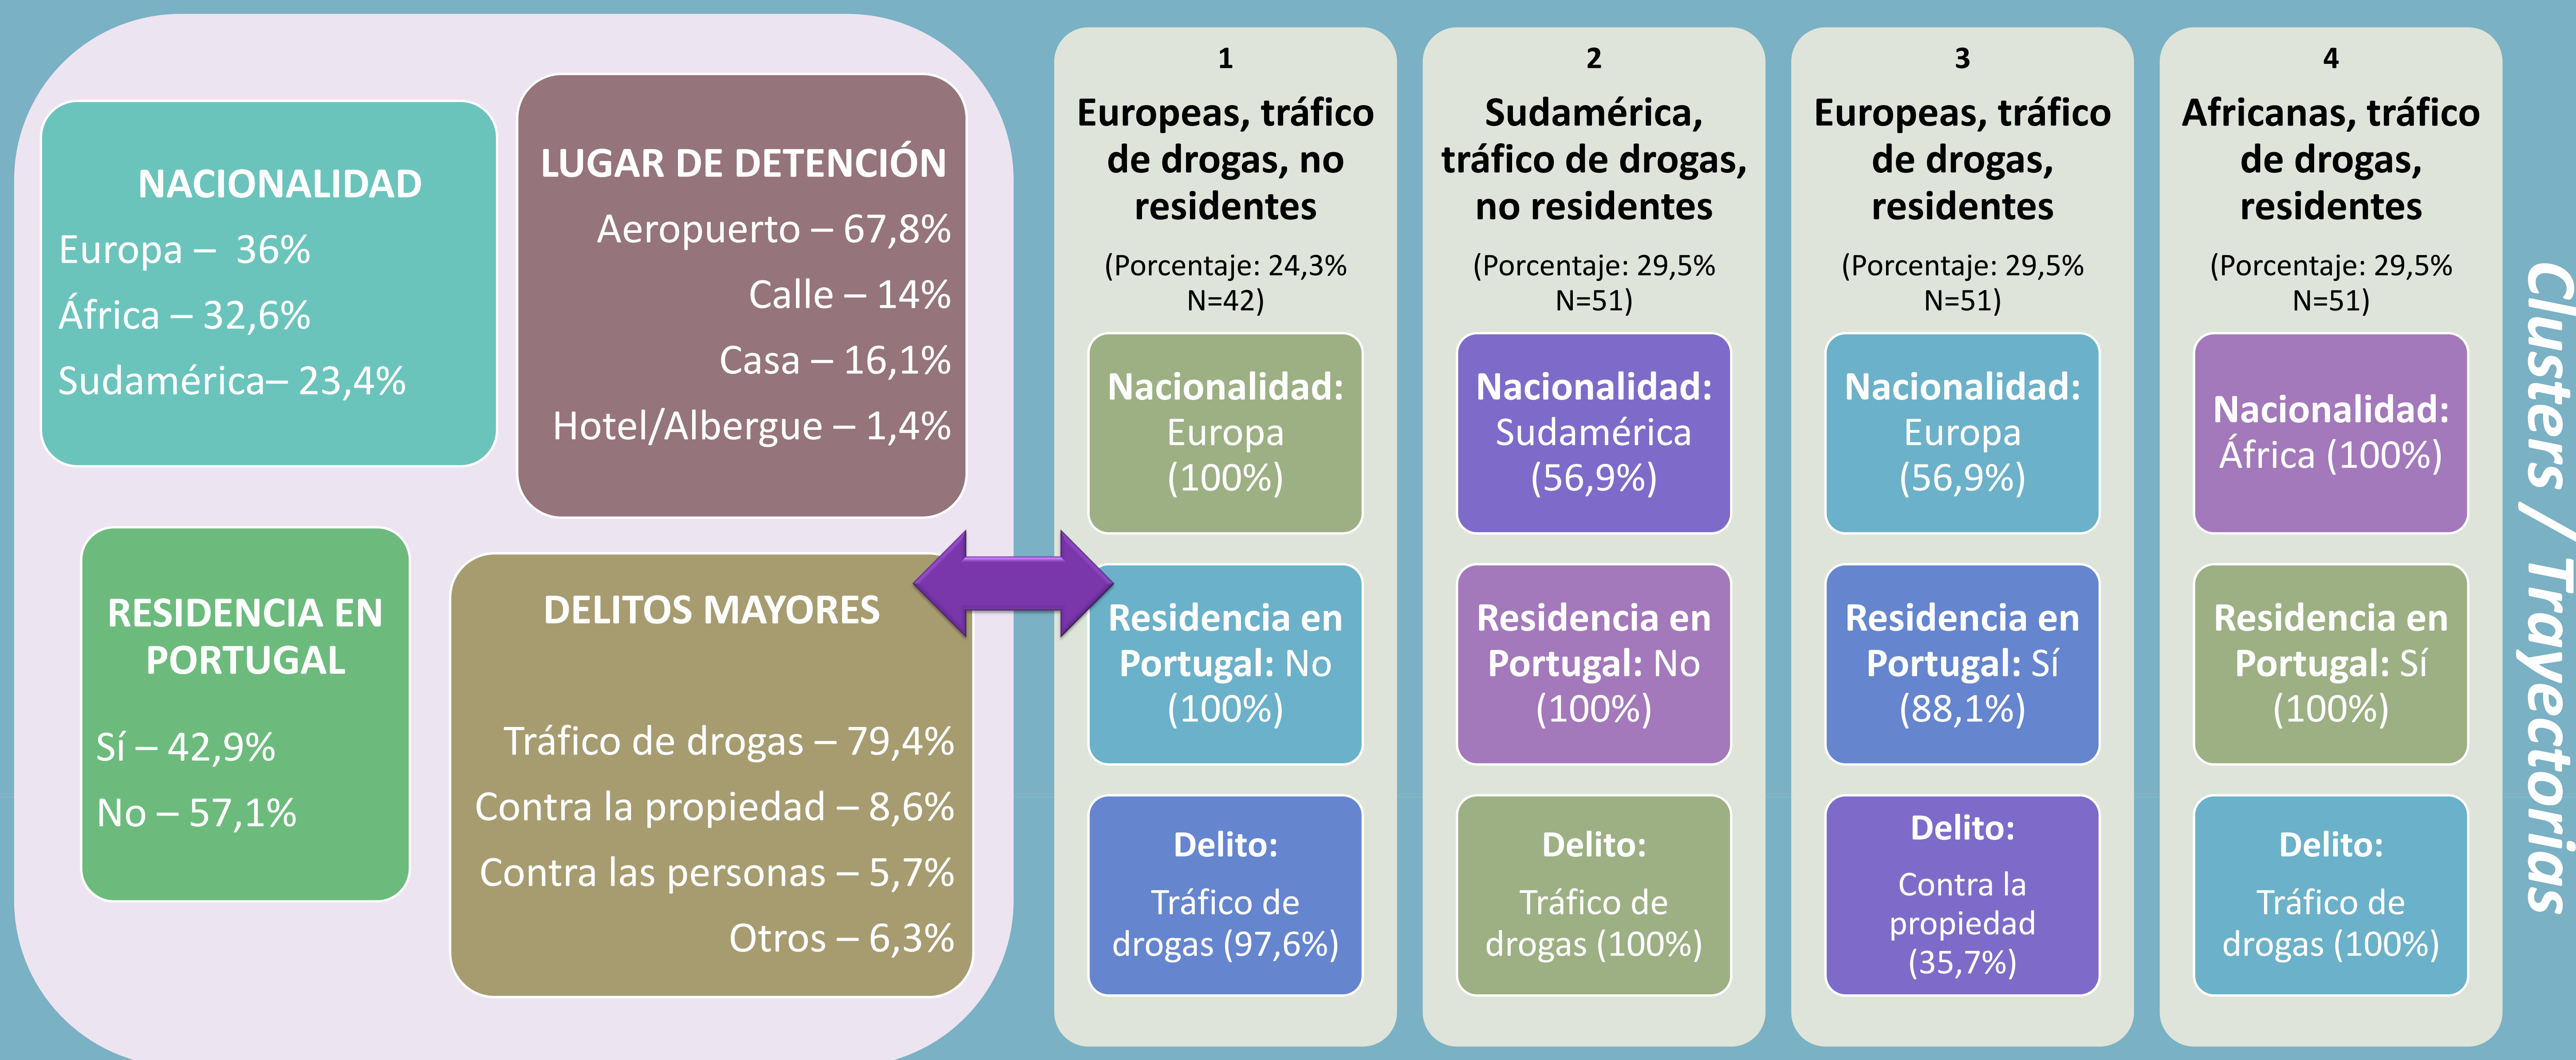 NACIONALIDAD
Europa –  36%
África – 32,6%
Sudamérica– 23,4%
LUGAR DE DETENCIÓN
Aeropuerto – 67,8%
Calle – 14%
Casa – 16,1%
Hotel/Albergue – 1,4%
RESIDENCIA EN
PORTUGAL
Sí – 42,9%
No – 57,1%
DELITOS MAYORES
Tráfico de drogas – 79,4%
Contra la propiedad – 8,6%
Contra las personas – 5,7%
Otros – 6,3%
1
Europeas, tráfico
de drogas, no
residentes
(Porcentaje: 24,3%
N=42)
Nacionalidad:
Europa
(100%)
Residencia en
Portugal: No
(100%)
Delito:
Tráfico de
drogas (97,6%)
2
Sudamérica,
tráfico de drogas,
no residentes
(Porcentaje: 29,5%
N=51)
Nacionalidad:
Sudamérica
(56,9%)
Residencia en
Portugal: No
(100%)
Delito:
Tráfico de
drogas (100%)
3
Europeas, tráfico
de drogas,
residentes
(Porcentaje: 29,5%
N=51)
Nacionalidad:
Europa
(56,9%)
Residencia en
Portugal: Sí
(88,1%)
Delito:
Contra la
propiedad
(35,7%)
4
Africanas, tráfico
de drogas,
residentes
(Porcentaje: 29,5%
N=51)
Nacionalidad:
África (100%)
Residencia en
Portugal: Sí
(100%)
Delito:
Tráfico de
drogas (100%)
Clusters / Trayectorias